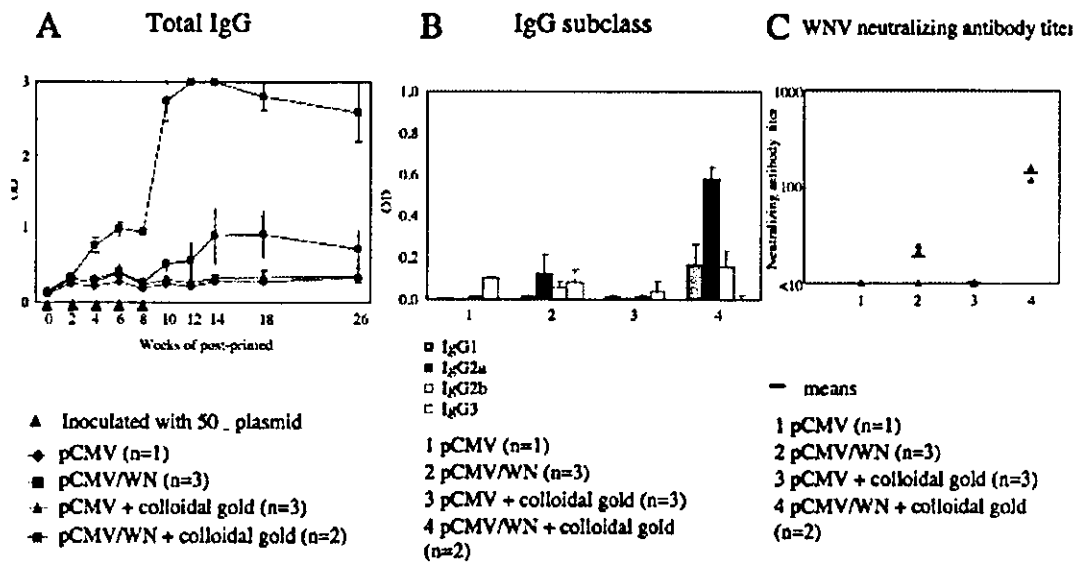 A Total IgG
3
2
1
0
OD
0 2 4 6 8 10 12 14 18 26
Weeks of post-primed
▲ Inoculated with 50 _ plasmid
pCMV (n=1)
pCMV/WN (n=3)
pCMV + colloidal gold (n=3)
pCMV/WN + colloidal gold (n=2)
B IgG subclass
1.0
0.8
0.6
0.4
0.2
0.0
OD
1 2 3 4
IgG1
IgG2a
IgG2b
IgG3
1 pCMV (n=1)
2 pCMV/WN (n=3)
3 pCMV + colloidal gold (n=3)
4 pCMV/WN + colloidal gold
(n=2)
C WNV neutralizing antibody titer
1000
100
<10
Neutralizing antibody titer
1 2 3 4
means
1 pCMV (n=1)
2 pCMV/WN (n=3)
3 pCMV + colloidal gold (n=3)
4 pCMV/WN + colloidal gold
(n=2)